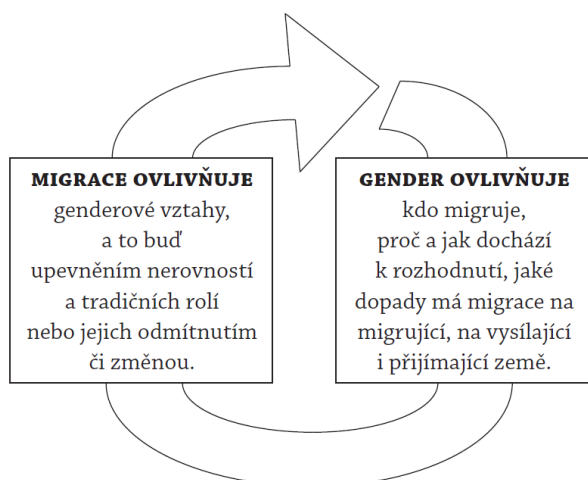 MIGRACE OVLIVŇUJE
genderové vztahy,
a to buď
upevněním nerovností
a tradičních rolí
nebo jejich odmítnutím
či změnou.
GENDER OVLIVŇUJE
kdo migruje,
proč a jak dochází
k rozhodnutí, jaké
dopady má migrace na
migrující, na vysílající
i přijímající země.